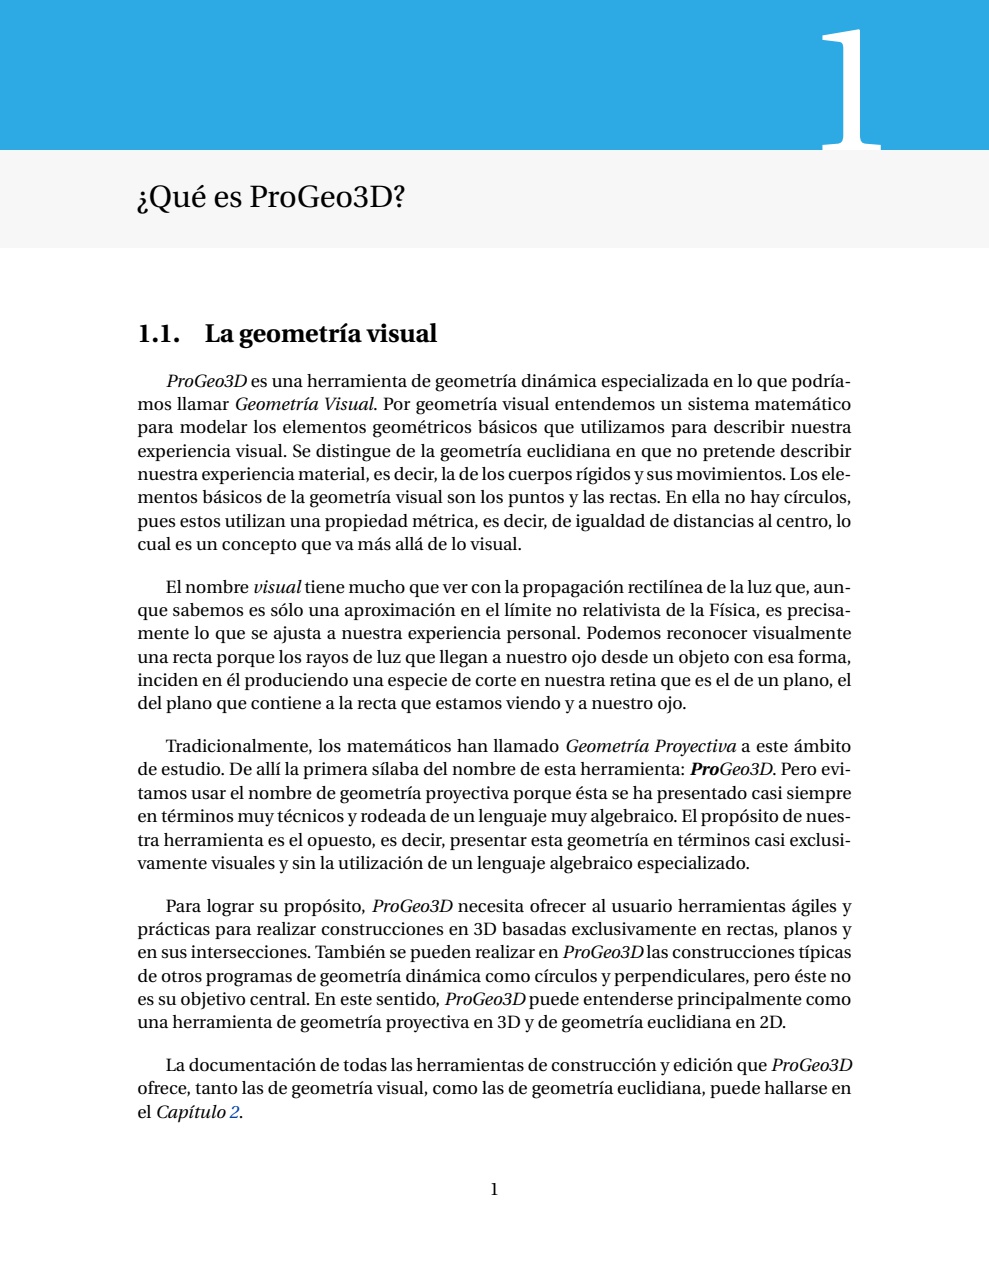 1
¿Qué es ProGeo3D?
1.1. La geometría visual
ProGeo3D es una herramienta de geometría dinámica especializada en lo que podría-
mos llamar Geometría Visual. Por geometría visual entendemos un sistema matemático
para modelar los elementos geométricos básicos que utilizamos para describir nuestra
experiencia visual. Se distingue de la geometría euclidiana en que no pretende describir
nuestra experiencia material, es decir, la de los cuerpos rígidos y sus movimientos. Los ele-
mentos básicos de la geometría visual son los puntos y las rectas. En ella no hay círculos,
pues estos utilizan una propiedad métrica, es decir, de igualdad de distancias al centro, lo
cual es un concepto que va más allá de lo visual.
El nombre visual tiene mucho que ver con la propagación rectilínea de la luz que, aun-
que sabemos es sólo una aproximación en el límite no relativista de la Física, es precisa-
mente lo que se ajusta a nuestra experiencia personal. Podemos reconocer visualmente
una recta porque los rayos de luz que llegan a nuestro ojo desde un objeto con esa forma,
inciden en él produciendo una especie de corte en nuestra retina que es el de un plano, el
del plano que contiene a la recta que estamos viendo y a nuestro ojo.
Tradicionalmente, los matemáticos han llamado Geometría Proyectiva a este ámbito
de estudio. De allí la primera sílaba del nombre de esta herramienta: ProGeo3D. Pero evi-
tamos usar el nombre de geometría proyectiva porque ésta se ha presentado casi siempre
en términos muy técnicos y rodeada de un lenguaje muy algebraico. El propósito de nues-
tra herramienta es el opuesto, es decir, presentar esta geometría en términos casi exclusi-
vamente visuales y sin la utilización de un lenguaje algebraico especializado.
Para lograr su propósito, ProGeo3D necesita ofrecer al usuario herramientas ágiles y
prácticas para realizar construcciones en 3D basadas exclusivamente en rectas, planos y
en sus intersecciones. También se pueden realizar en ProGeo3D las construcciones típicas
de otros programas de geometría dinámica como círculos y perpendiculares, pero éste no
es su objetivo central. En este sentido, ProGeo3D puede entenderse principalmente como
una herramienta de geometría proyectiva en 3D y de geometría euclidiana en 2D.
La documentación de todas las herramientas de construcción y edición que ProGeo3D
ofrece, tanto las de geometría visual, como las de geometría euclidiana, puede hallarse en
el Capítulo 2.
1